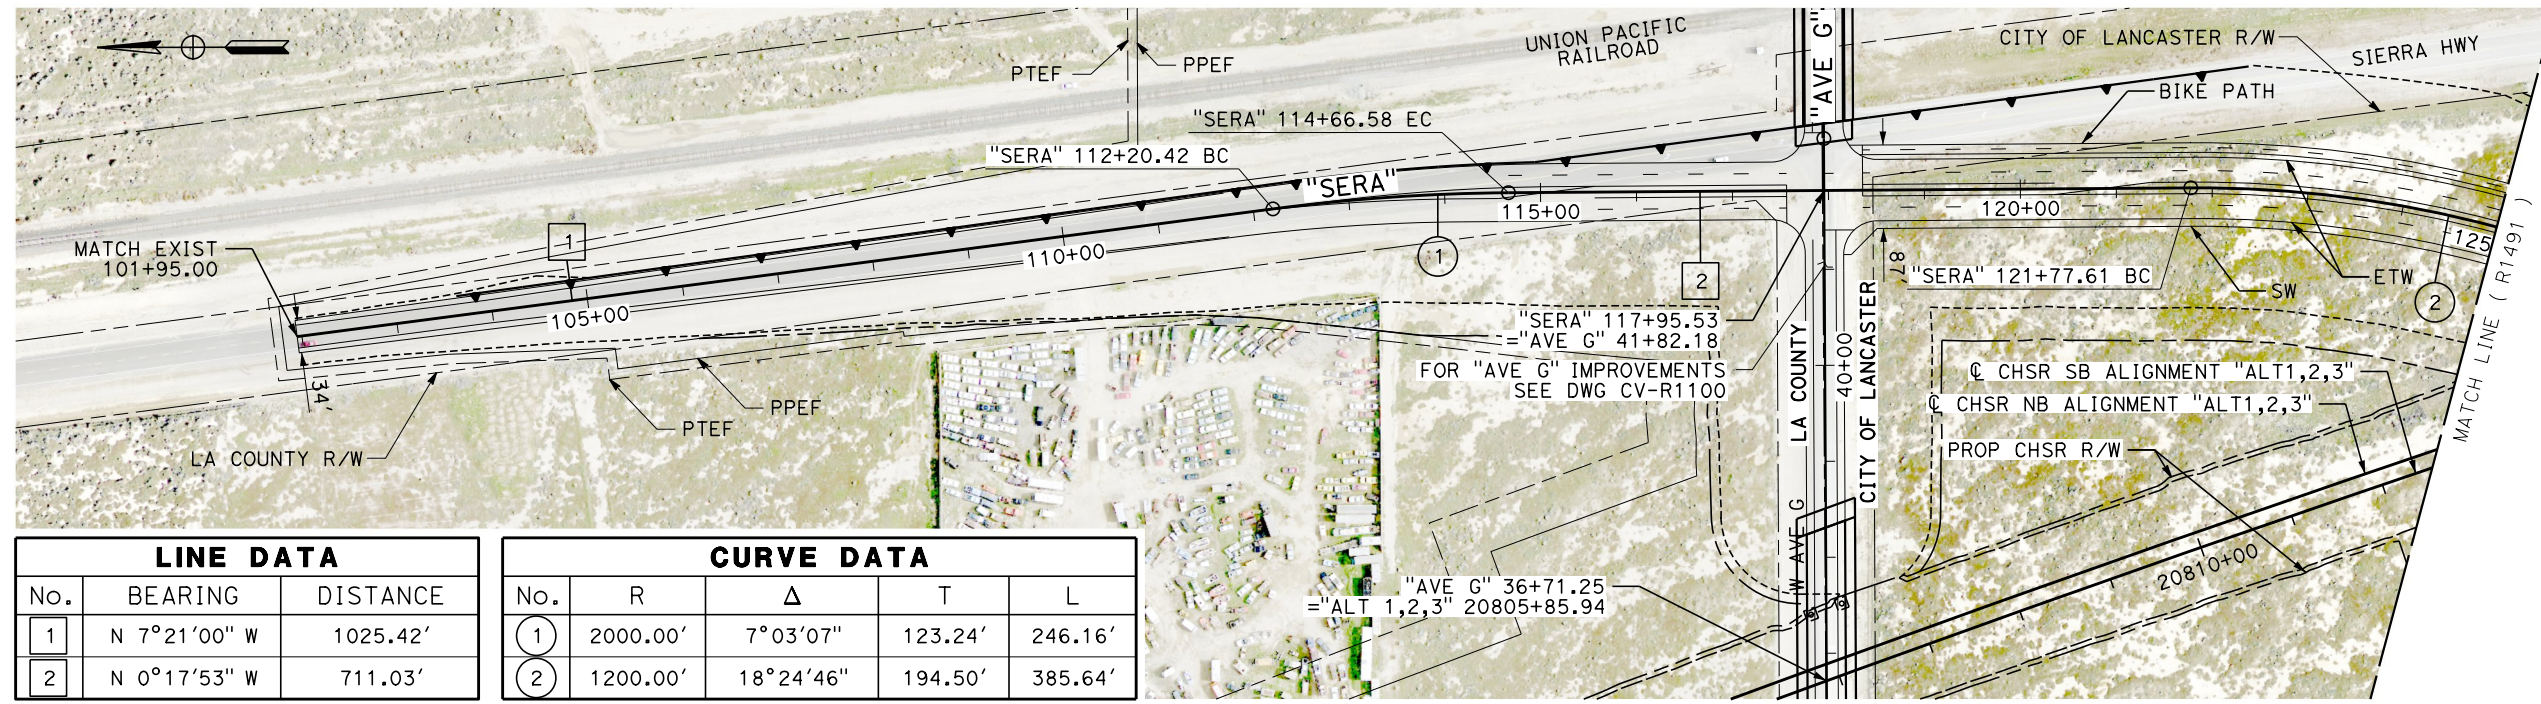 UNION PACIFIC
RAILROAD
"AVE G"
CITY OF LANCASTER R/W
SIERRA HWY
PTEF
PPEF
BIKE PATH
"SERA" 114+66.58 EC
"SERA" 112+20.42 BC
"SERA"
MATCH EXIST
101+95.00
1
105+00
110+00
115+00
120+00
125
1
2
87'
"SERA" 121+77.61 BC
SW
ETW
2
MATCH LINE (R1491 )
34'
LA COUNTY R/W
PTEF
PPEF
"SERA" 117+95.53
="AVE G" 41+82.18
FOR "AVE G" IMPROVEMENTS
SEE DWG CV-R1100
LA COUNTY
40+00
CITY OF LANCASTER
W AVE G
℄ CHSR SB ALIGNMENT "ALT1,2,3"
℄ CHSR NB ALIGNMENT "ALT1,2,3"
PROP CHSR R/W
20810+00
"AVE G" 36+71.25
="ALT 1,2,3" 20805+85.94
LINE DATA
No. BEARING DISTANCE
1 N 7°21'00" W 1025.42'
2 N 0°17'53" W 711.03'
CURVE DATA
No. R Δ T L
1 2000.00' 7°03'07" 123.24' 246.16'
2 1200.00' 18°24'46" 194.50' 385.64'